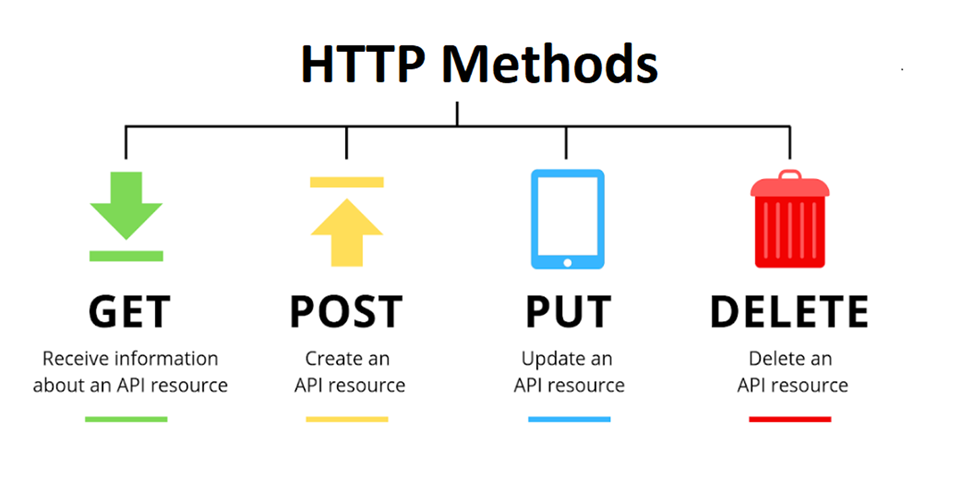 HTTP Methods
GET
Receive information
about an API resource
POST
Create an
API resource
PUT
Update an
API resource
DELETE
Delete an
API resource